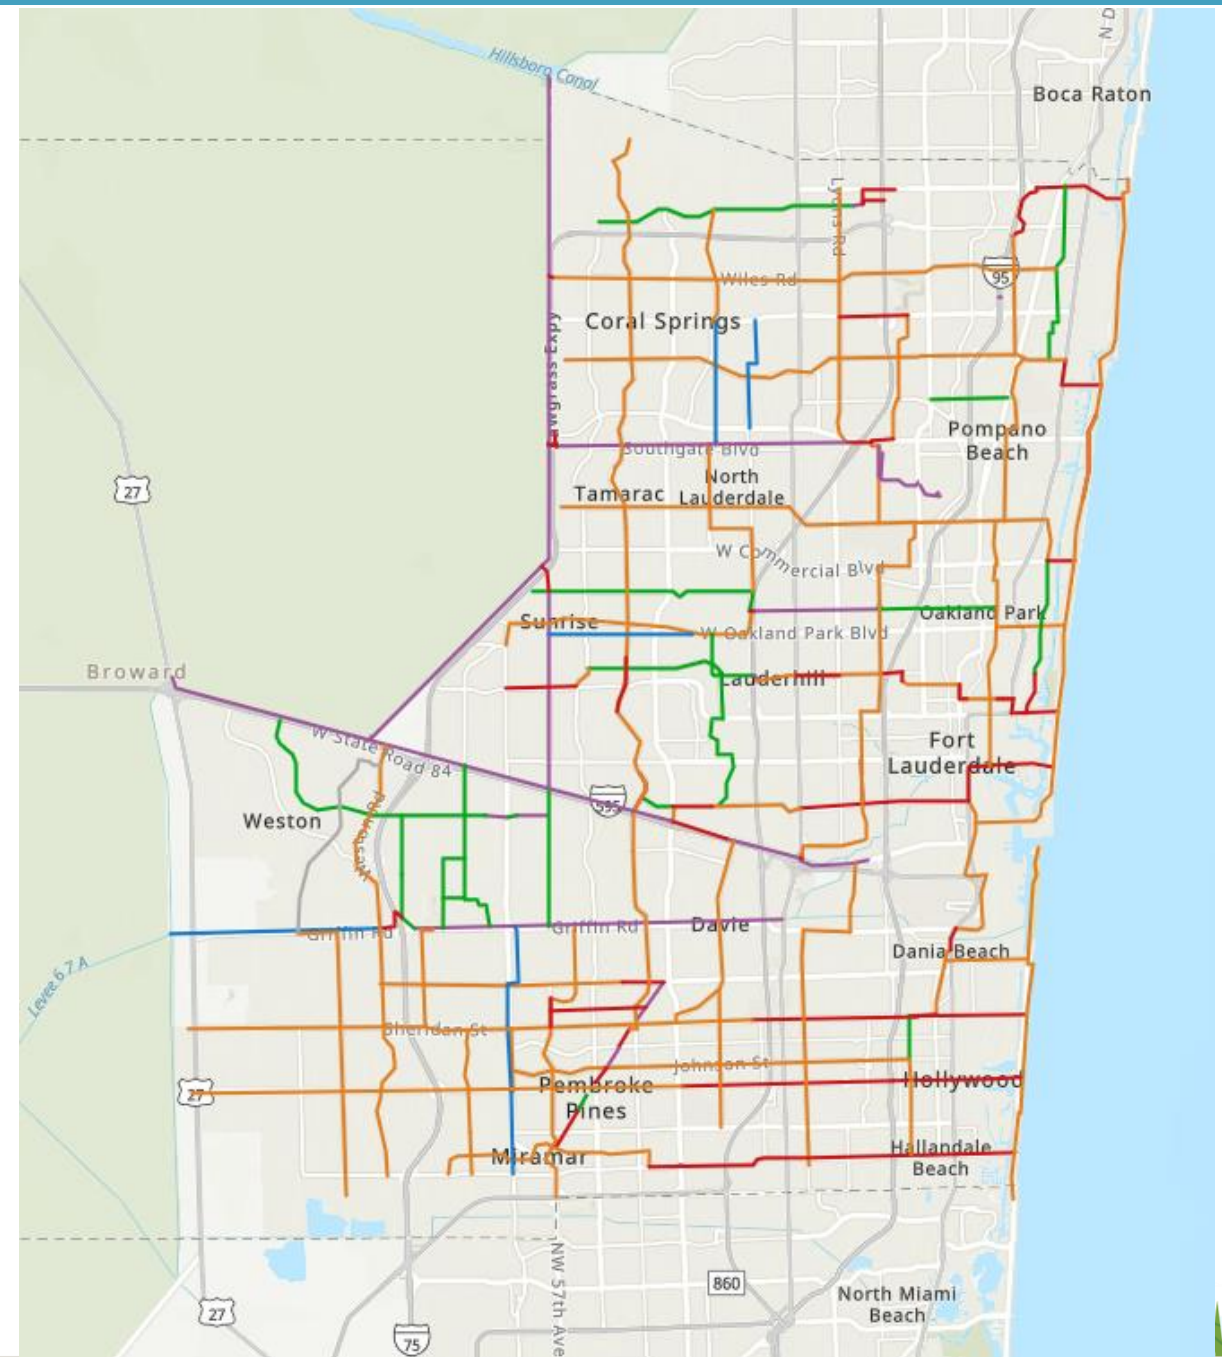 N D
Hillsboro Canal
Boca Raton
Lyons Rd
95
Wiles Rd
Coral Springs
Sawgrass Expy
Pompano
Beach
Southgate Blvd
27
North
Lauderdale
Tamarac
W Commercial Blvd
Oakland Park
Sunrise
W Oakland Park Blvd
Broward
Lauderhill
W State Road 84
Fort
Lauderdale
595
Weston
Weston Rd
Griffin Rd
Griffin Rd
Davie
Dania Beach
Levee 67 A
Sheridan St
Johnson St
Pembroke
Pines
Hollywood
27
Miramar
Hallandale
Beach
NW 57th Ave
860
North Miami
Beach
27
75